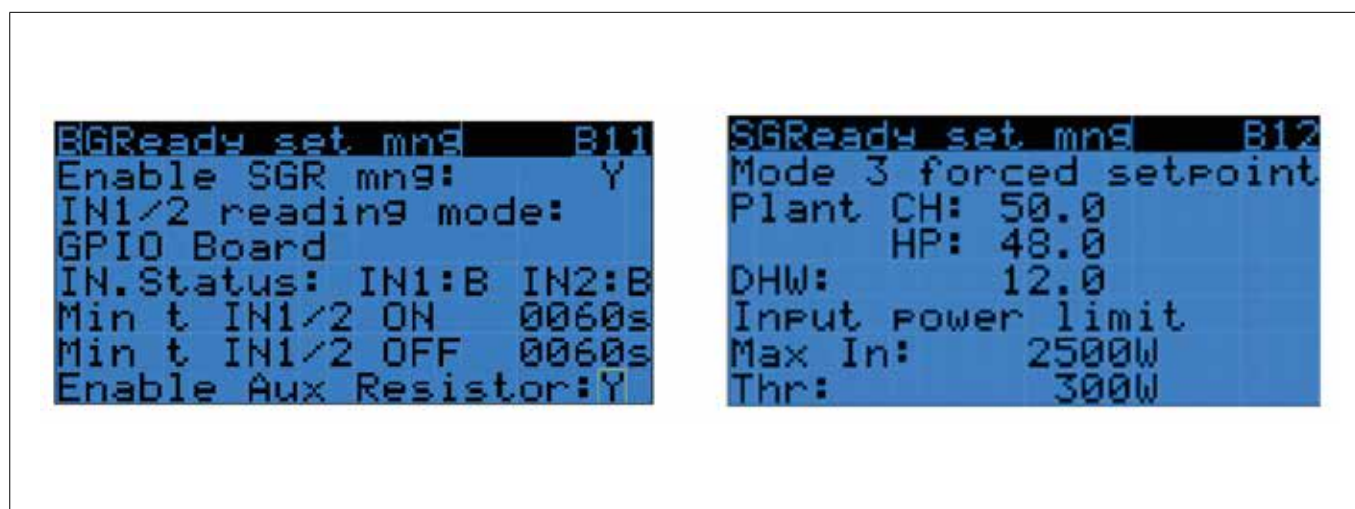 BGReady set mng B11
Enable SGR mng: Y
IN1/2 reading mode:
GPIO Board
IN.Status: IN1:B IN2:B
Min t IN1/2 ON 0060s
Min t IN1/2 OFF 0060s
Enable Aux Resistor:Y
SGReady set mng B12
Mode 3 forced setpoint
Plant CH: 50.0
HP: 48.0
DHW: 12.0
Input power limit
Max In: 2500W
Thr: 300W